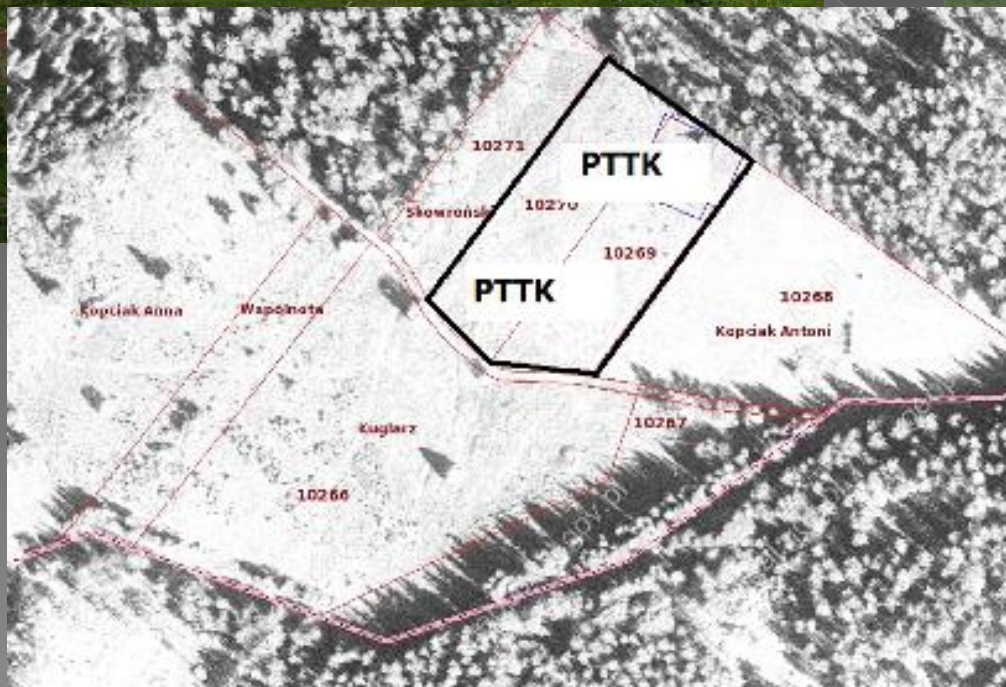 PTTK
10271
10270
Skowroński
10269
PTTK
10268
Kopciak Antoni
Kopciak Anna
Wspólnota
Kuglarz
10267
10266